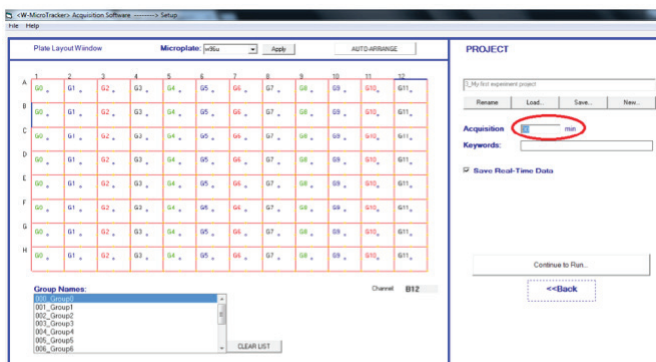 <W-MicroTracker> Acquisition Software ---------> Setup
File Help
Plate Layout Window Microplate: w96u Apply AUTO-ARRANGE
PROJECT
0_My first experiment project
Rename Load... Save... New...
Acquisition min
Keywords:
Save Real-Time Data
Continue to Run...
<<Back
1 2 3 4 5 6 7 8 9 10 11 12
A G0 G1 G2 G3 G4 G5 G6 G7 G8 G9 G10 G11
B G0 G1 G2 G3 G4 G5 G6 G7 G8 G9 G10 G11
C G0 G1 G2 G3 G4 G5 G6 G7 G8 G9 G10 G11
D G0 G1 G2 G3 G4 G5 G6 G7 G8 G9 G10 G11
E G0 G1 G2 G3 G4 G5 G6 G7 G8 G9 G10 G11
F G0 G1 G2 G3 G4 G5 G6 G7 G8 G9 G10 G11
G G0 G1 G2 G3 G4 G5 G6 G7 G8 G9 G10 G11
H G0 G1 G2 G3 G4 G5 G6 G7 G8 G9 G10 G11
Group Names: Channel B12
000_Group0
001_Group1
002_Group2
003_Group3
004_Group4
005_Group5
006_Group6
CLEAR LIST